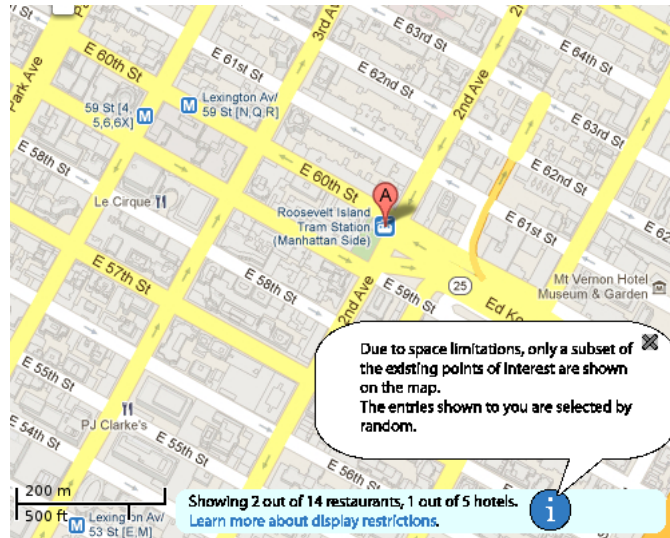 E 60th St
3rd Ave
E 63rd St
2nd
E 64th St
Park Ave
E 61st St
E 62nd St
2nd Ave
E 63rd St
59 St [4,
5,6,6X]
M
M
Lexington Av/
59 St [N,Q,R]
E 58th St
E 60th St
E 62nd St
Le Cirque
A
Roosevelt Island
Tram Station
(Manhattan Side)
E 61st St
E 62
E 57th St
E 59th St
25
Mt Vernon Hotel
Museum & Garden
2nd Ave
Ed Ko
Due to space limitations, only a subset of
the existing points of interest are shown
on the map.
The entries shown to you are selected by
random.
E 55th St
PJ Clarke's
E 54th St
E 55th St
E 56th St
200 m
500 ft
M
Lexington Av/
53 St [E,M]
Showing 2 out of 14 restaurants, 1 out of 5 hotels.
Learn more about display restrictions.
i